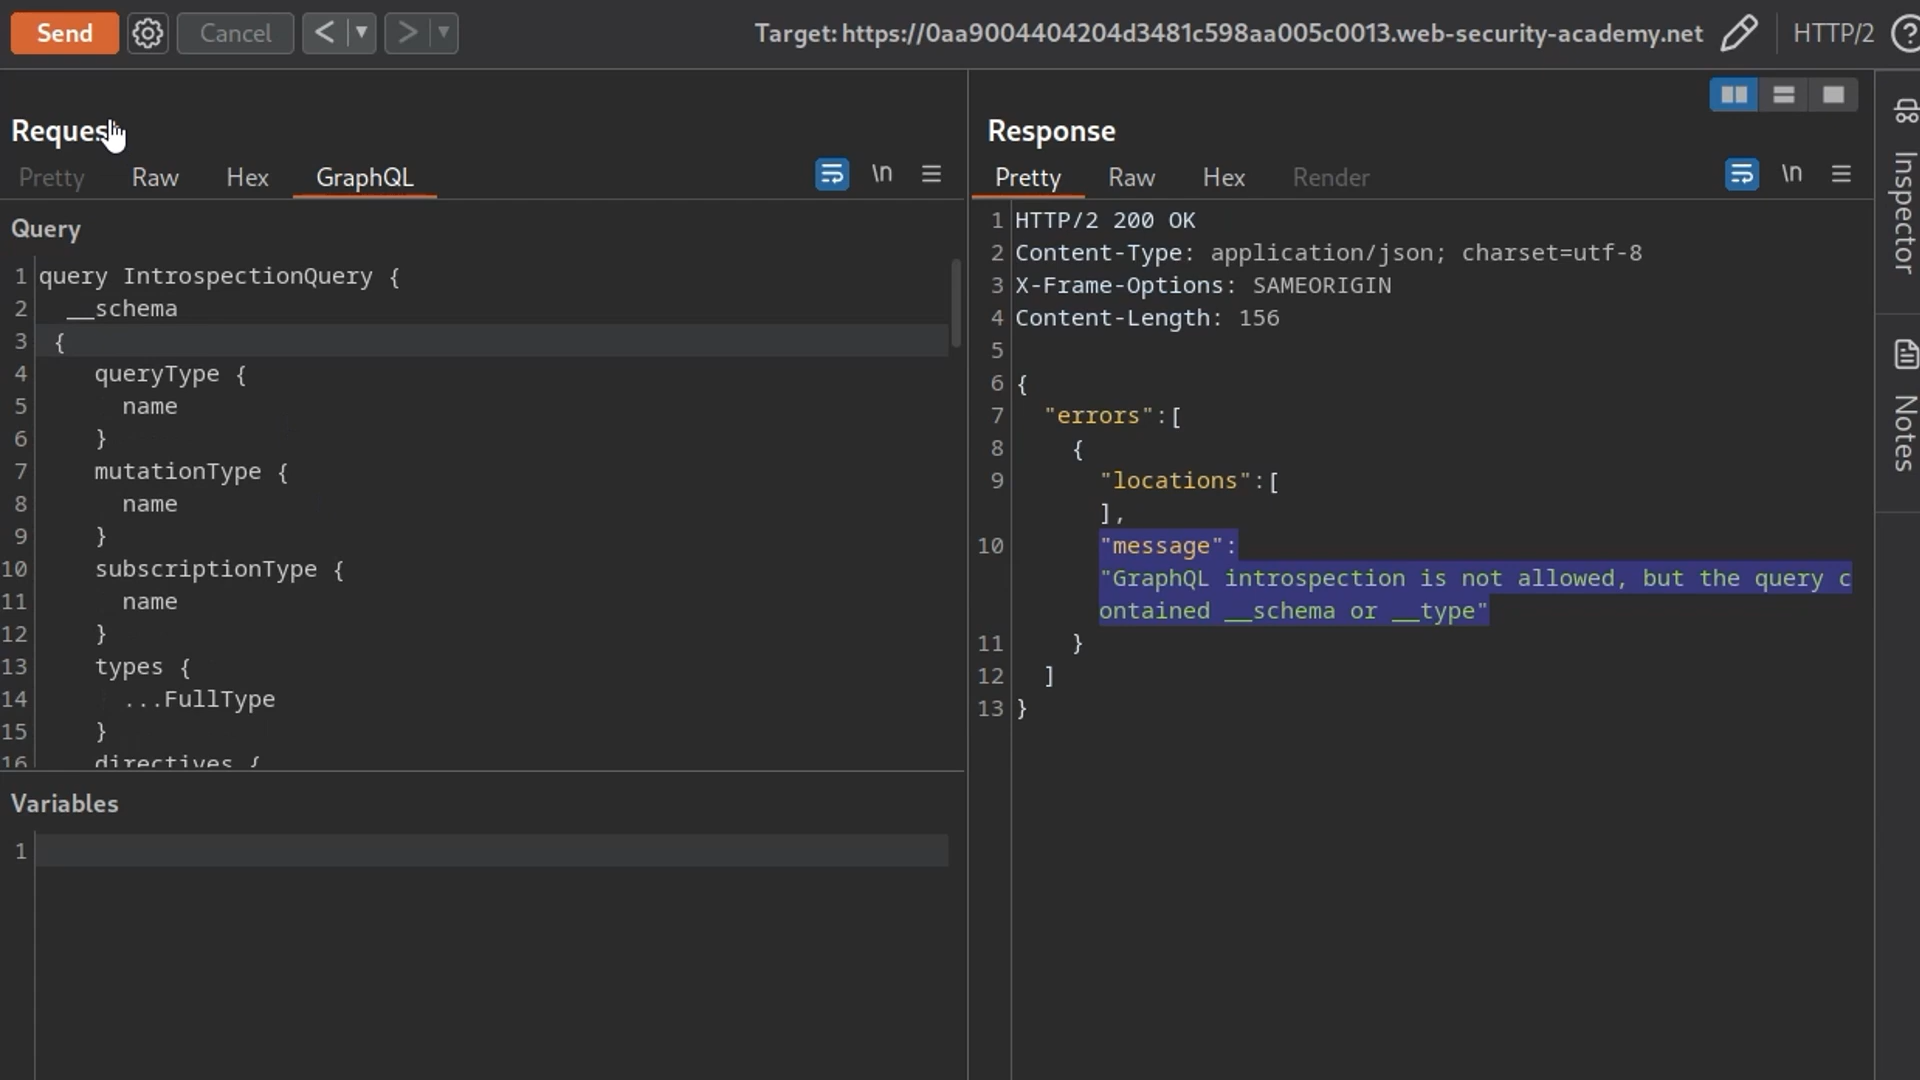 Send Cancel < > Target: https://0aa9004404204d3481c598aa005c0013.web-security-academy.net HTTP/2
Request
Pretty Raw Hex GraphQL \n
Query
1 query IntrospectionQuery {
2 __schema
3 {
4 queryType {
5 name
6 }
7 mutationType {
8 name
9 }
10 subscriptionType {
11 name
12 }
13 types {
14 ...FullType
15 }
16 directives {
Variables
1
Response
Pretty Raw Hex Render \n
1 HTTP/2 200 OK
2 Content-Type: application/json; charset=utf-8
3 X-Frame-Options: SAMEORIGIN
4 Content-Length: 156
5
6 {
7 "errors":[
8 {
9 "locations":[
],
10 "message":
"GraphQL introspection is not allowed, but the query c
ontained __schema or __type"
11 }
12 ]
13 }
Inspector
Notes